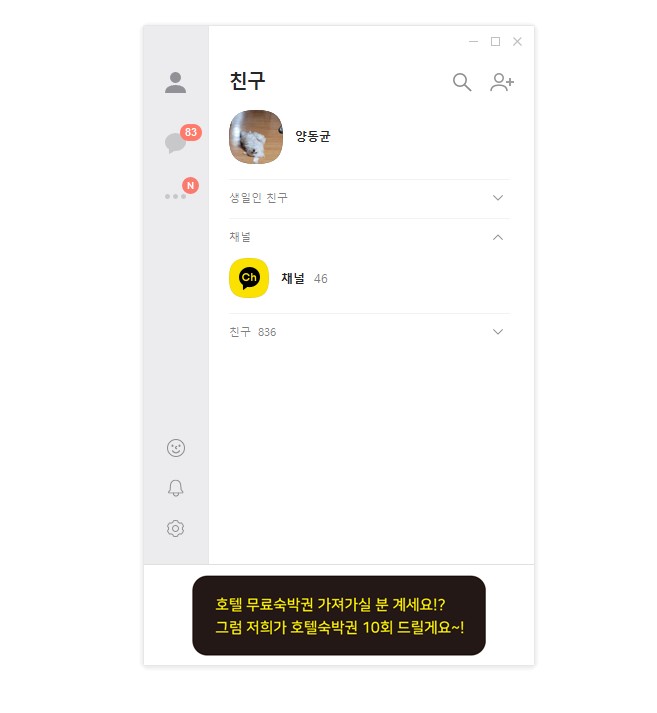 친구
83
양동균
N
생일인 친구
채널
Ch
채널 46
친구 836
호텔 무료숙박권 가져가실 분 계세요!?
그럼 저희가 호텔숙박권 10회 드릴게요~!